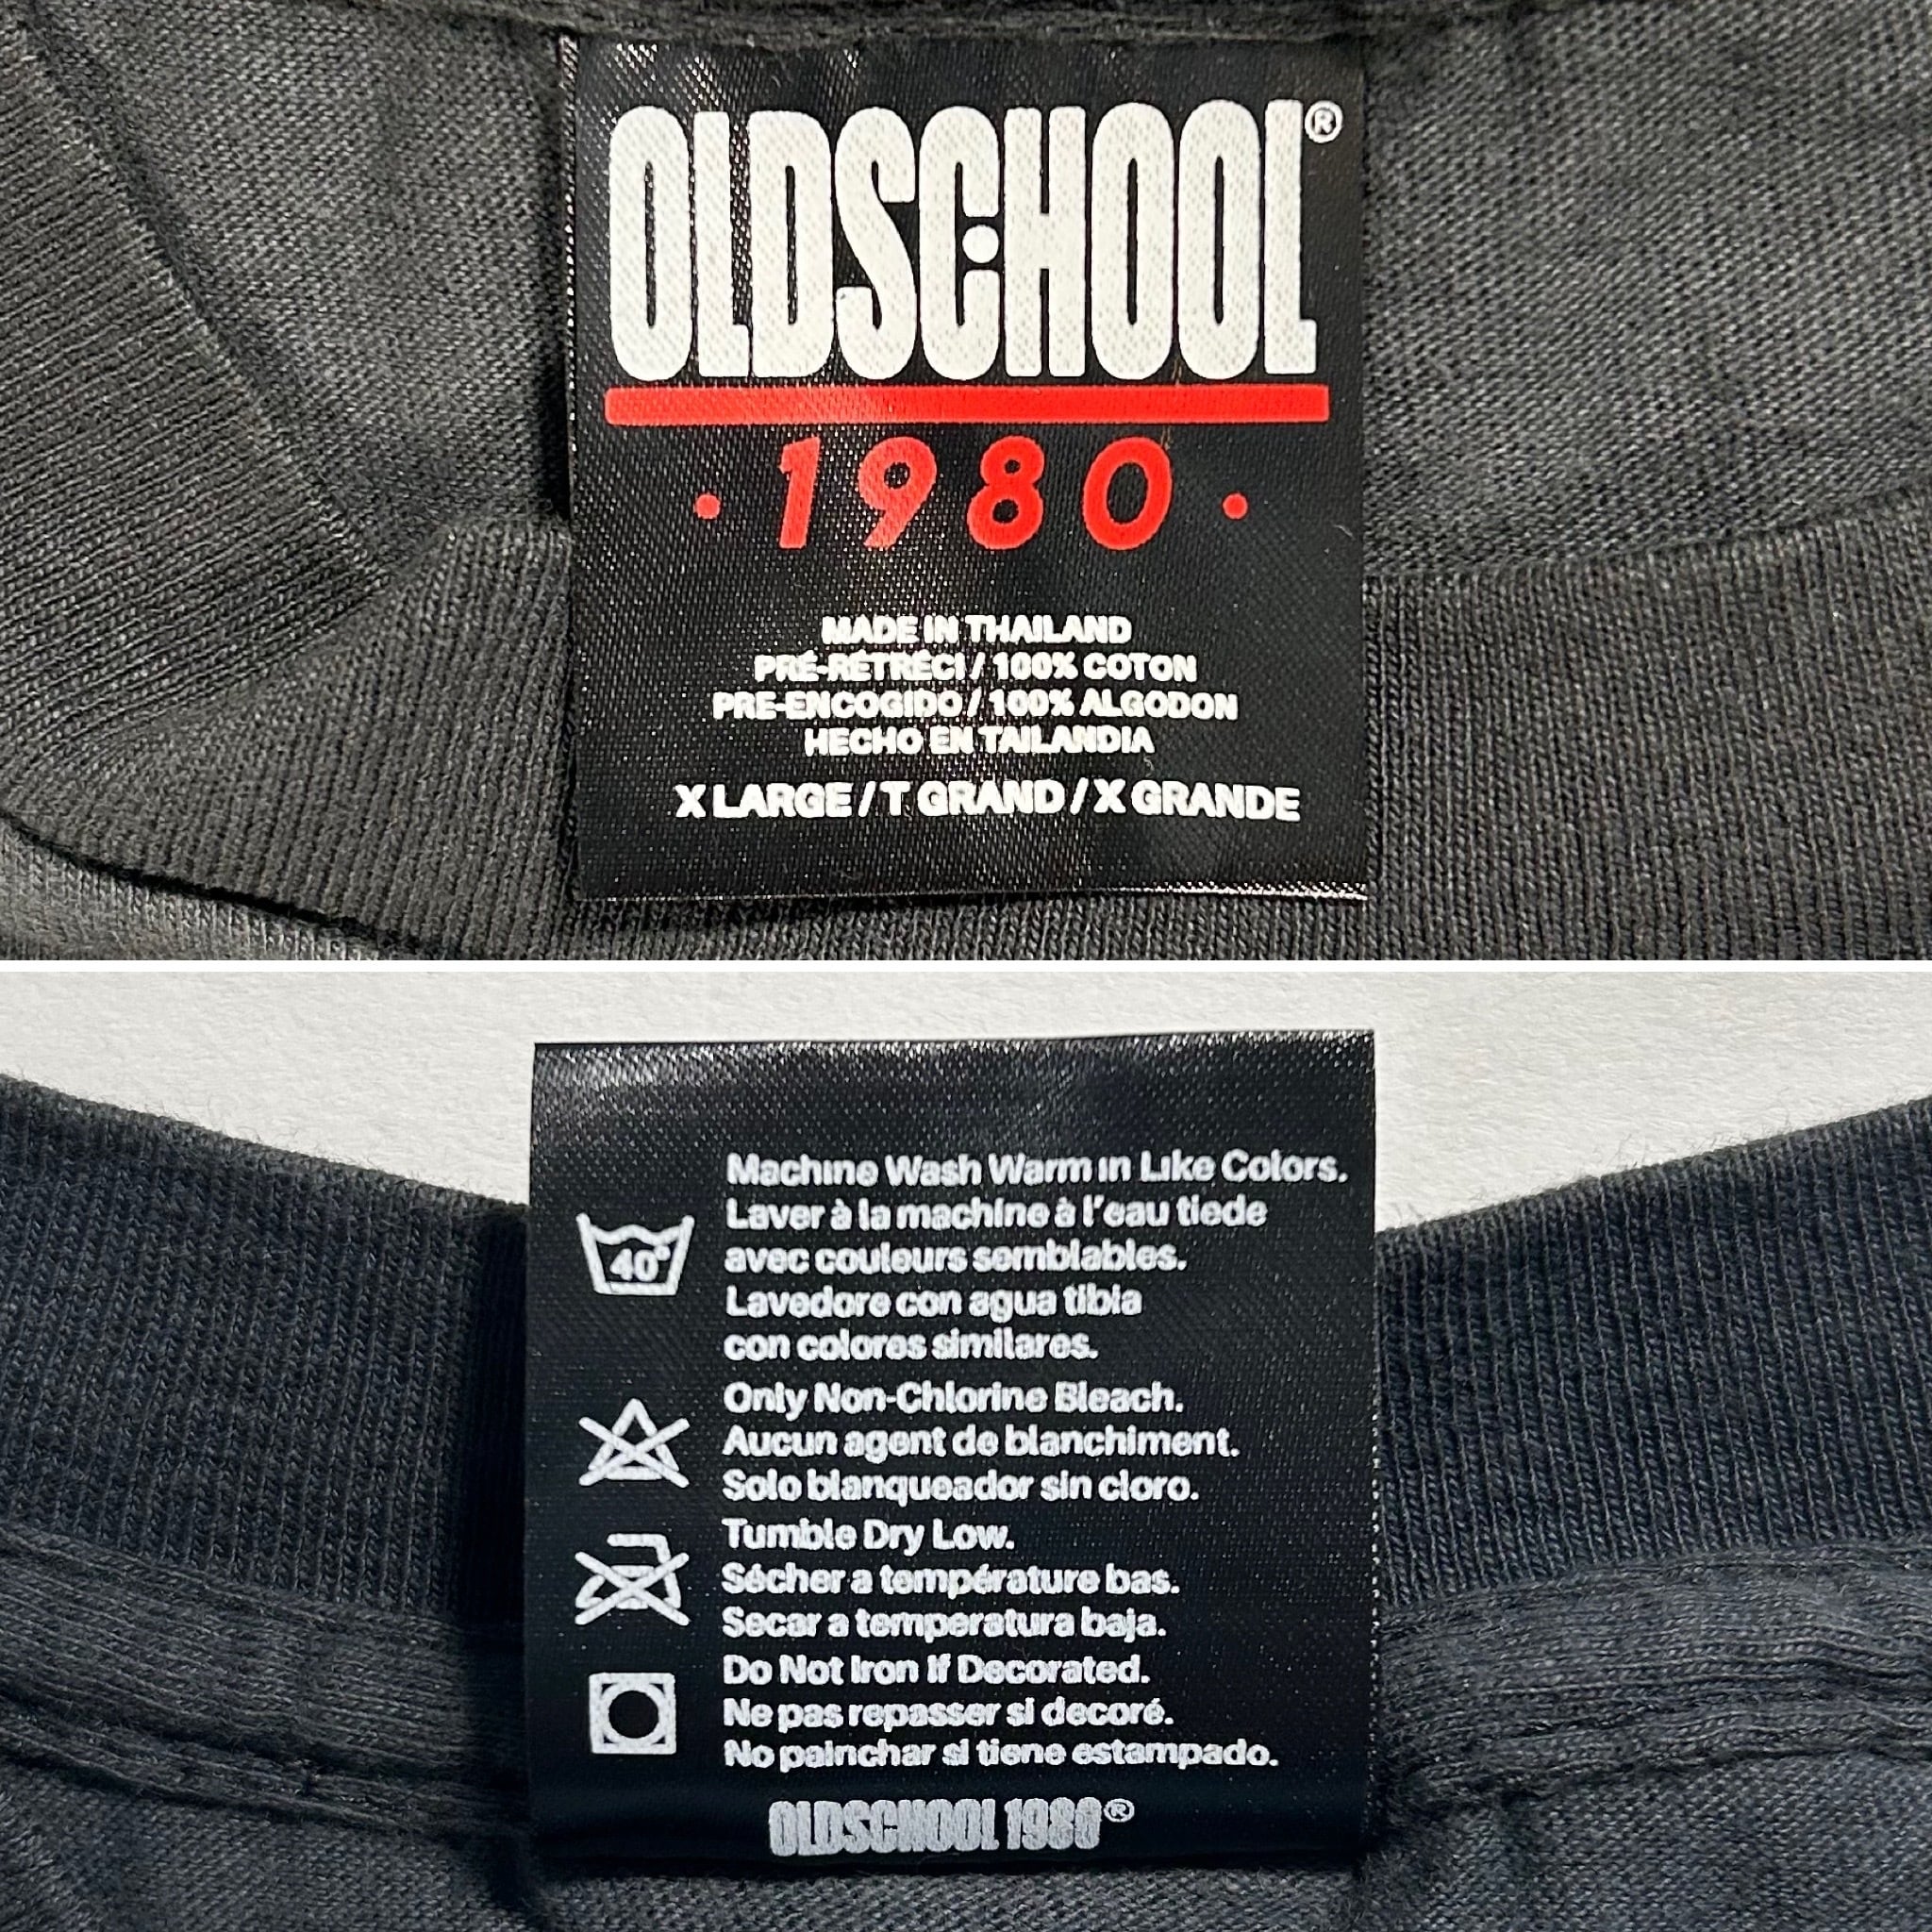 OLDSCHOOL®
• 1980 •
MADE IN THAILAND
PRÉ-RÉTRÉCI / 100% COTON
PRE-ENCOGIDO / 100% ALGODON
HECHO EN TAILANDIA
X LARGE / T GRAND / X GRANDE
Machine Wash Warm in Like Colors.
Laver à la machine à l'eau tiede
avec couleurs semblables.
40°
Lavedore con agua tibia
con colores similares.
Only Non-Chlorine Bleach.
Aucun agent de blanchiment.
Solo blanqueador sin cloro.
Tumble Dry Low.
Sécher a température bas.
Secar a temperatura baja.
Do Not Iron If Decorated.
Ne pas repasser si decoré.
No painchar si tiene estampado.
OLDSCHOOL 1980®